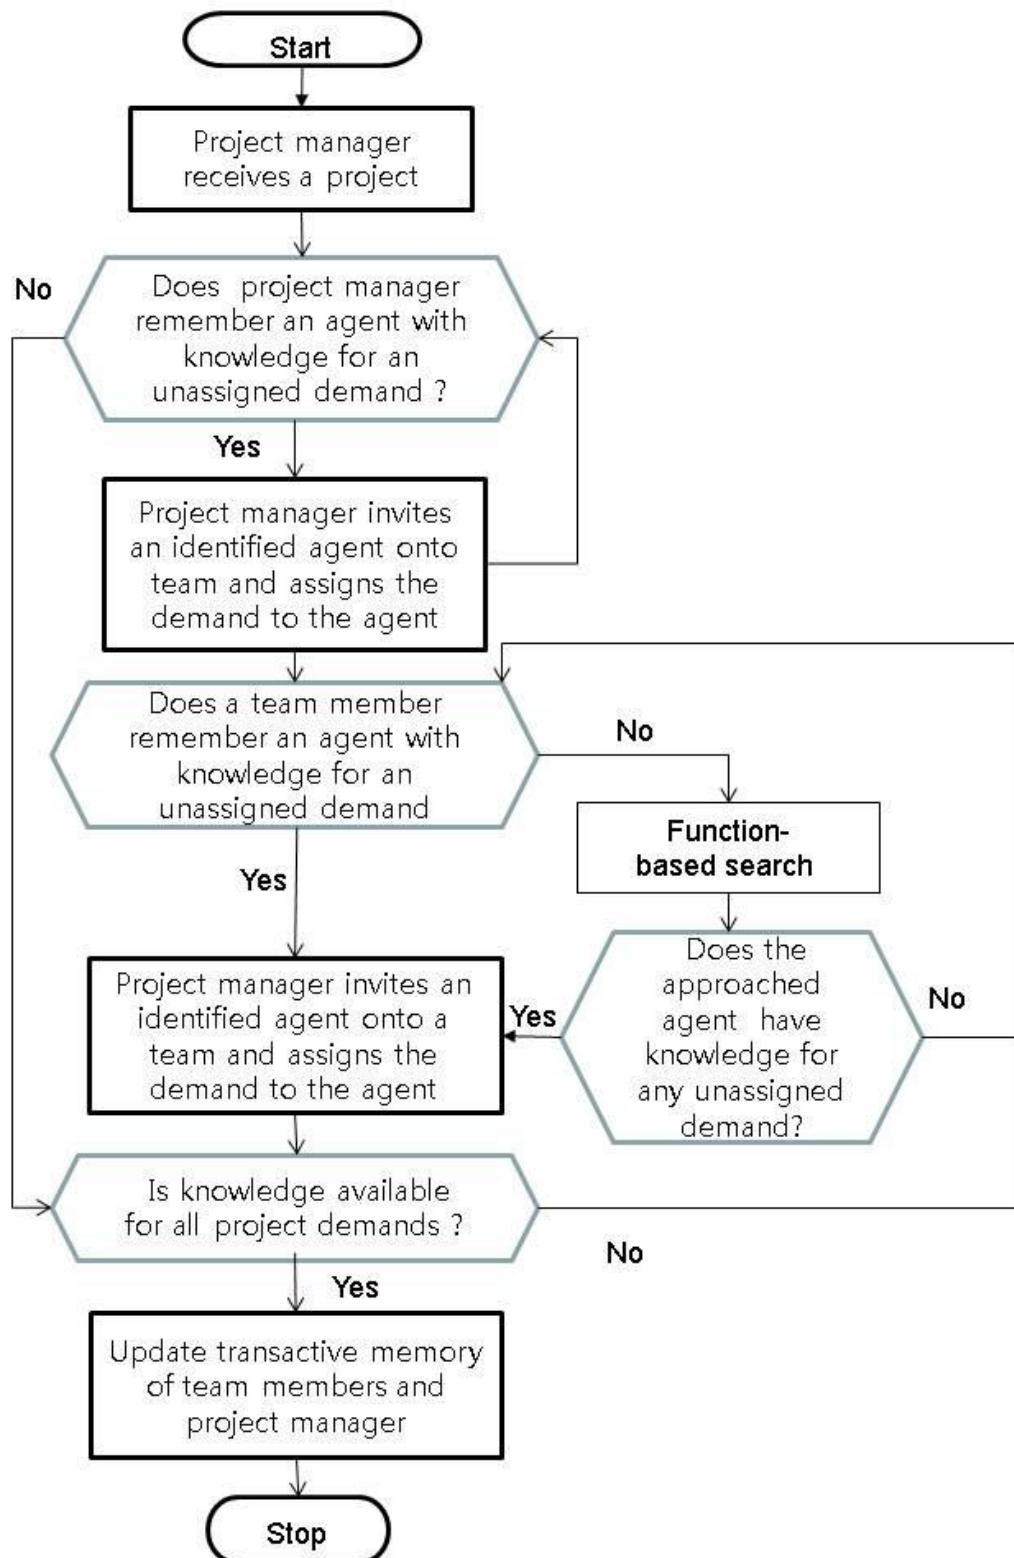 Start
Project manager
receives a project
No
Does project manager
remember an agent with
knowledge for an
unassigned demand ?
Yes
Project manager invites
an identified agent onto
team and assigns the
demand to the agent
Does a team member
remember an agent with
knowledge for an
unassigned demand
No
Function-
based search
Yes
Does the
approached
agent have
knowledge for
any unassigned
demand?
Yes
No
Project manager invites an
identified agent onto a
team and assigns the
demand to the agent
Is knowledge available
for all project demands ?
No
Yes
Update transactive memory
of team members and
project manager
Stop